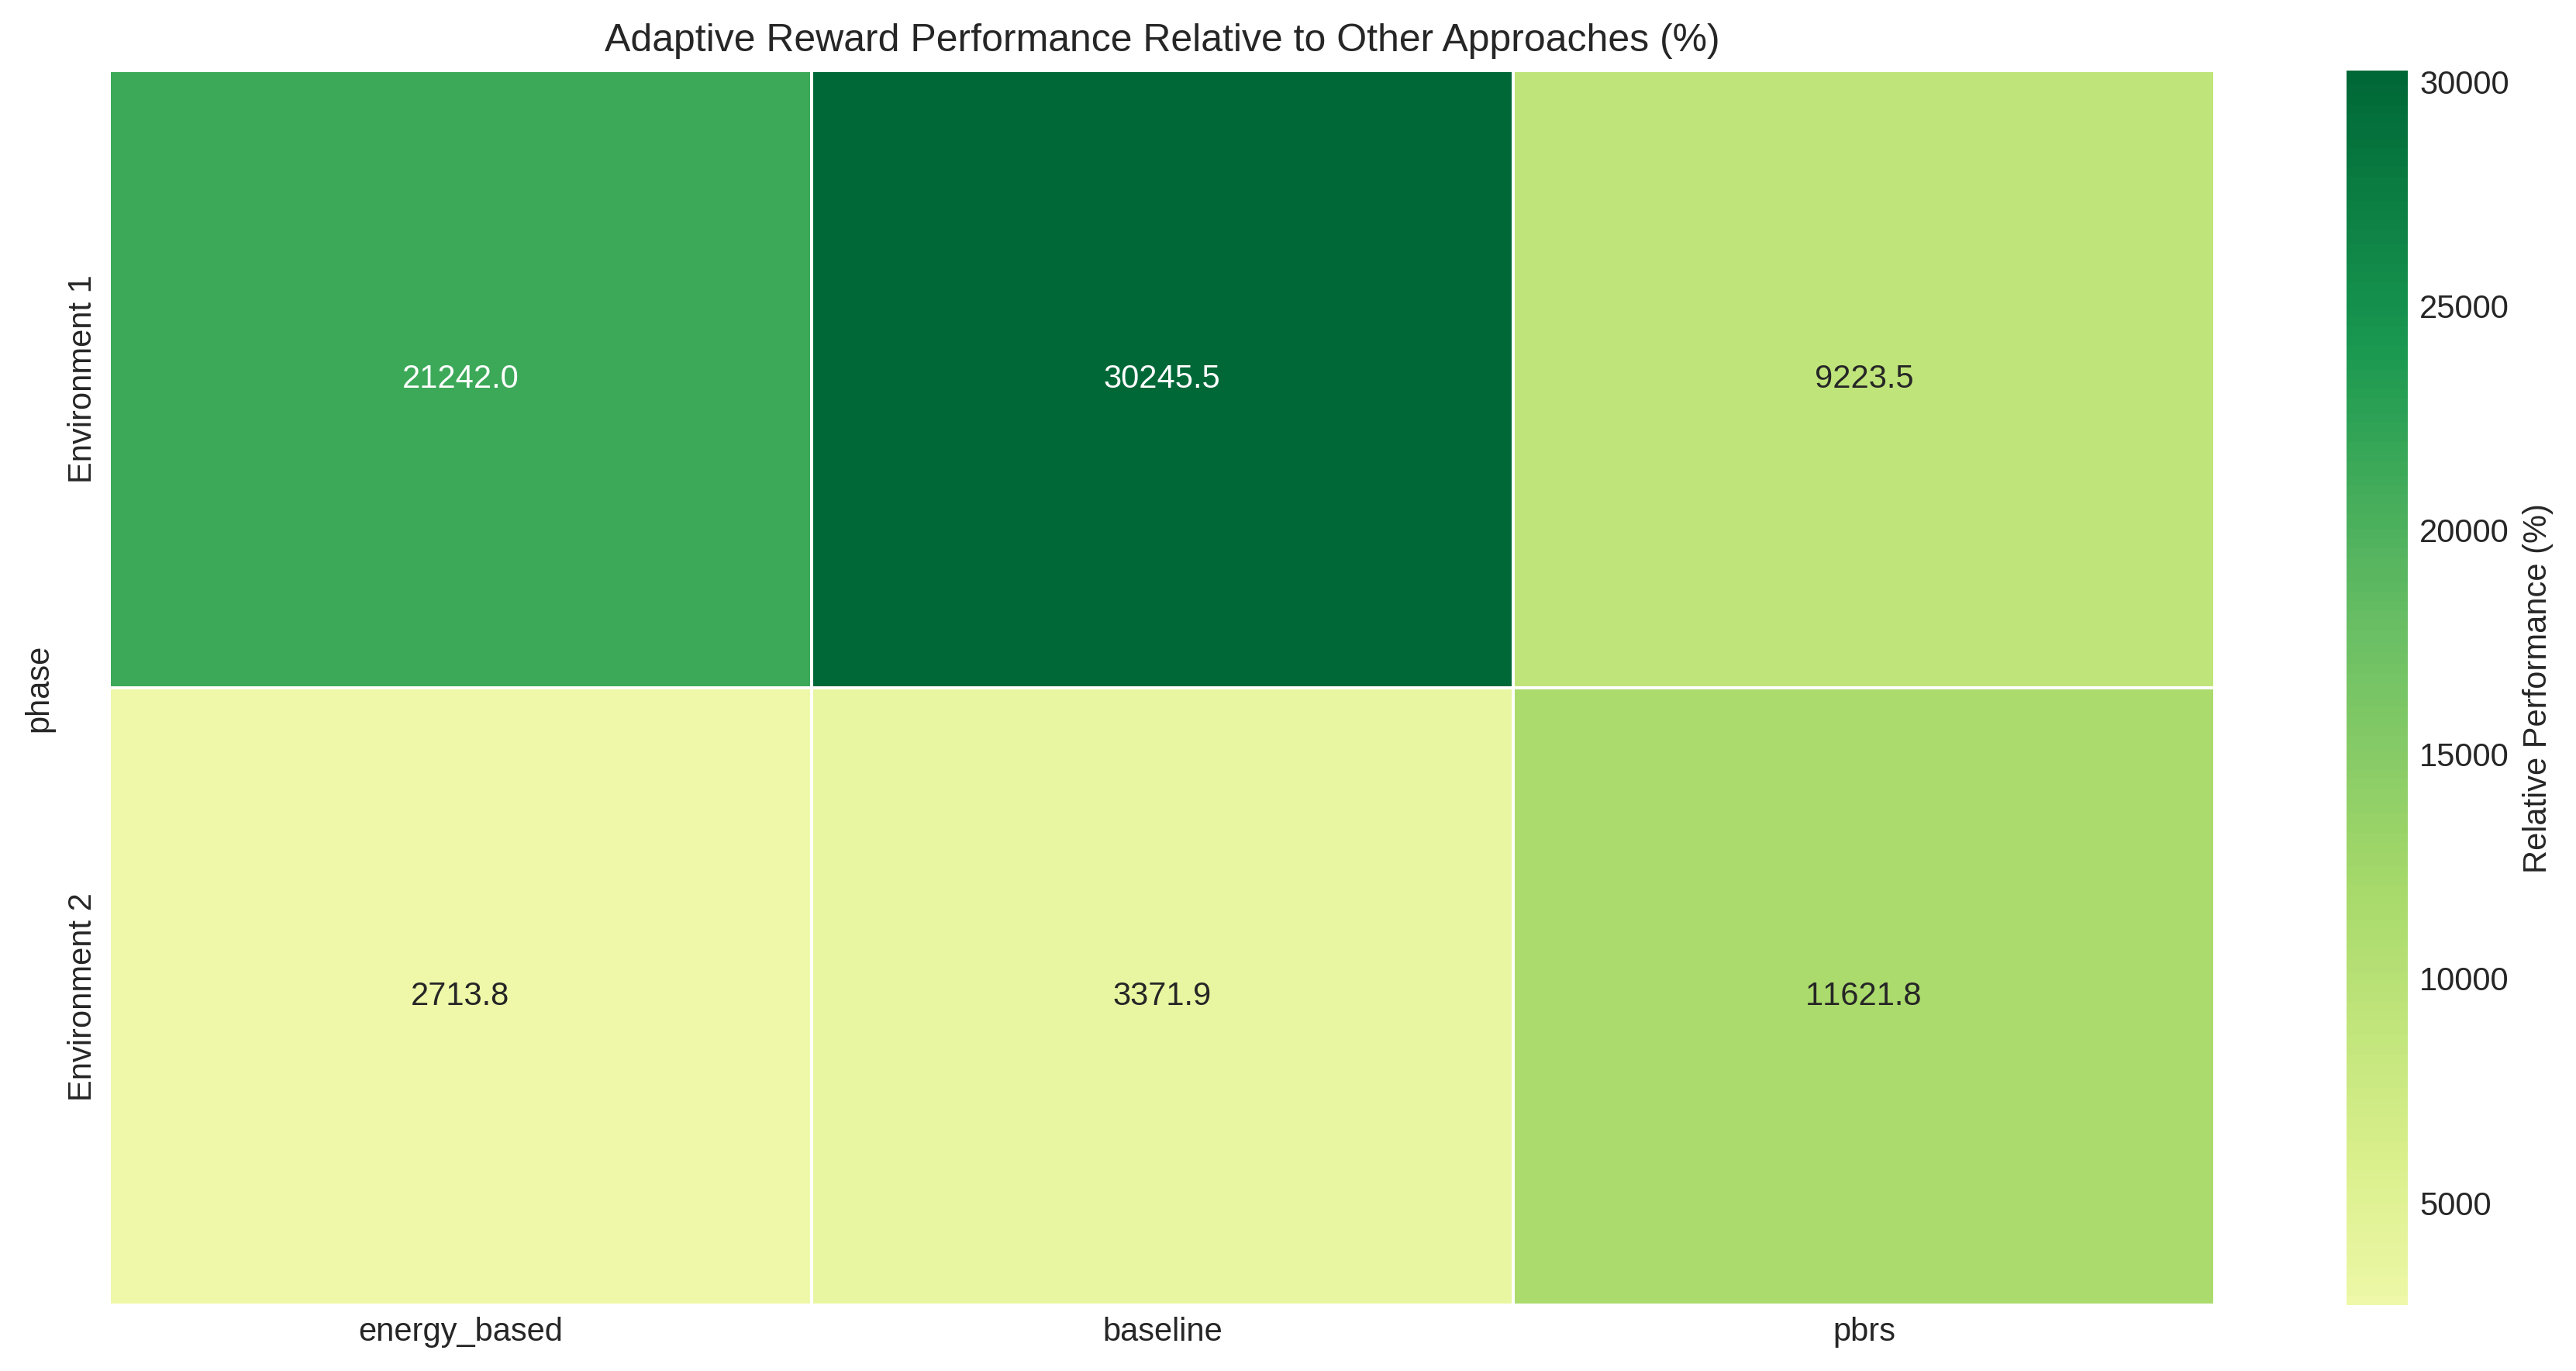 Adaptive Reward Performance Relative to Other Approaches (%)
phase
Environment 1
21242.0
30245.5
9223.5
Environment 2
2713.8
3371.9
11621.8
energy_based
baseline
pbrs
30000
25000
20000
15000
10000
5000
Relative Performance (%)